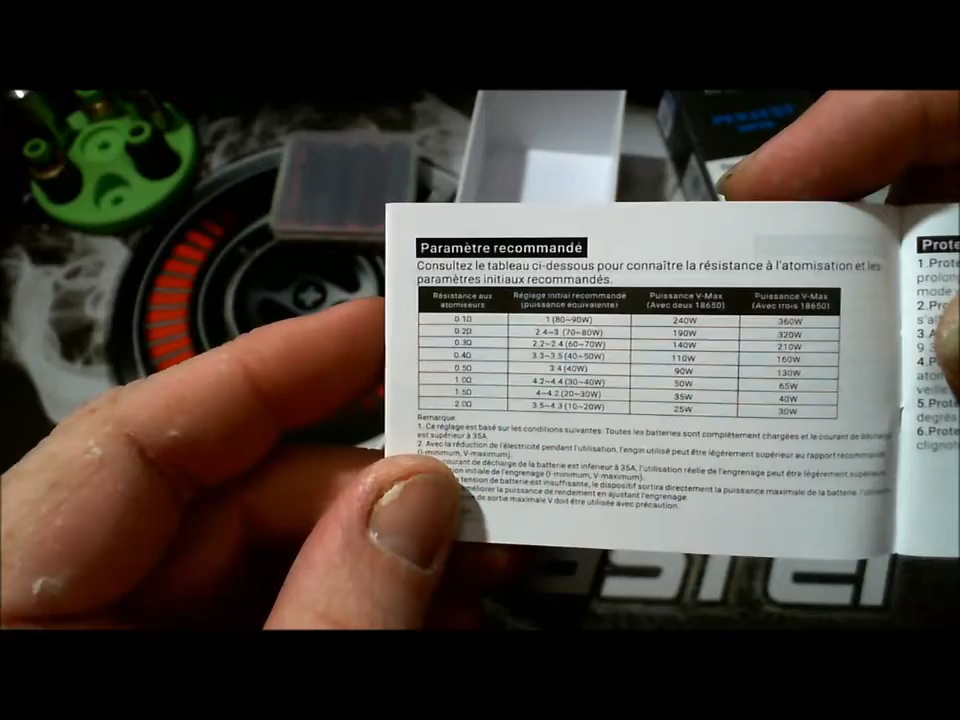 Paramètre recommandé
Consultez le tableau ci-dessous pour connaître la résistance à l'atomisation et les
paramètres initiaux recommandés.
Résistance aux atomiseurs Réglage initial recommandé (puissance équivalente) Puissance V-Max (Avec deux 18650) Puissance V-Max (Avec trois 18650)
0.1Ω 1 (80~90W) 240W 360W
0.2Ω 2.4~3 (70~80W) 190W 320W
0.3Ω 2.2~2.4 (60~70W) 140W 210W
0.4Ω 3.3~3.5 (40~50W) 110W 160W
0.5Ω 3.4 (40W) 90W 130W
1.0Ω 4.2~4.4 (30~40W) 50W 65W
1.5Ω 4~4.2 (20~30W) 35W 40W
2.0Ω 3.5~4.3 (10~20W) 25W 30W
Remarque:
1. Ce réglage est basé sur les conditions suivantes: Toutes les batteries sont complètement chargées et le courant de décharge
est supérieur à 35A.
2. Avec la réduction de l'électricité pendant l'utilisation, l'engin utilisé peut être légèrement supérieur au rapport recommandé
(I-minimum, V-maximum).
courant de décharge de la batterie est inférieur à 35A, l'utilisation réelle de l'engrenage peut être légèrement supérieure
initiale de l'engrenage (I-minimum, V-maximum).
tension de batterie est insuffisante, le dispositif sortira directement la puissance maximale de la batterie.
améliorer la puissance de rendement en ajustant l'engrenage
de sortie maximale V doit être utilisée avec précaution.
Prote
1.Prote
prolon
mode
2.Pro
s'al
3.A
9.3
4.P
aton
veille
5.Prote
degrés
6.Prote
cligno